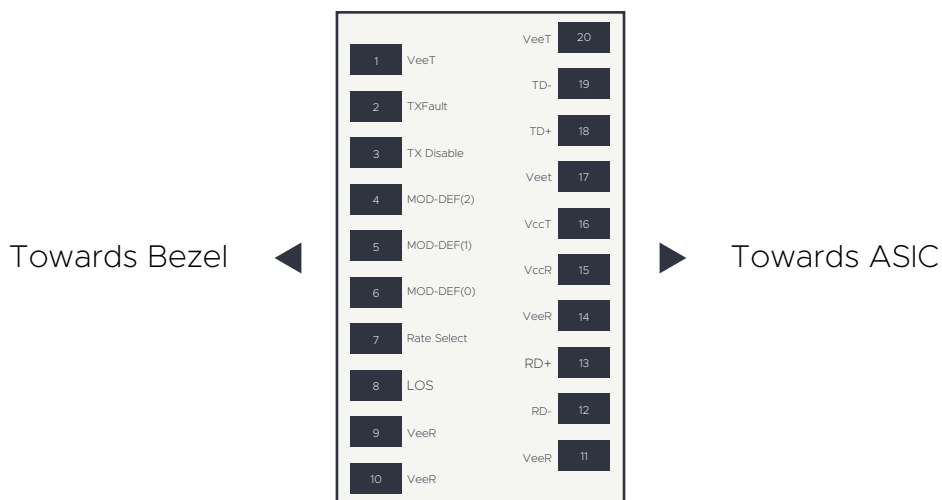 Towards Bezel
1 VeeT
2 TXFault
3 TX Disable
4 MOD-DEF(2)
5 MOD-DEF(1)
6 MOD-DEF(0)
7 Rate Select
8 LOS
9 VeeR
10 VeeR
VeeT 20
TD- 19
TD+ 18
Veet 17
VccT 16
VccR 15
VeeR 14
RD+ 13
RD- 12
VeeR 11
Towards ASIC